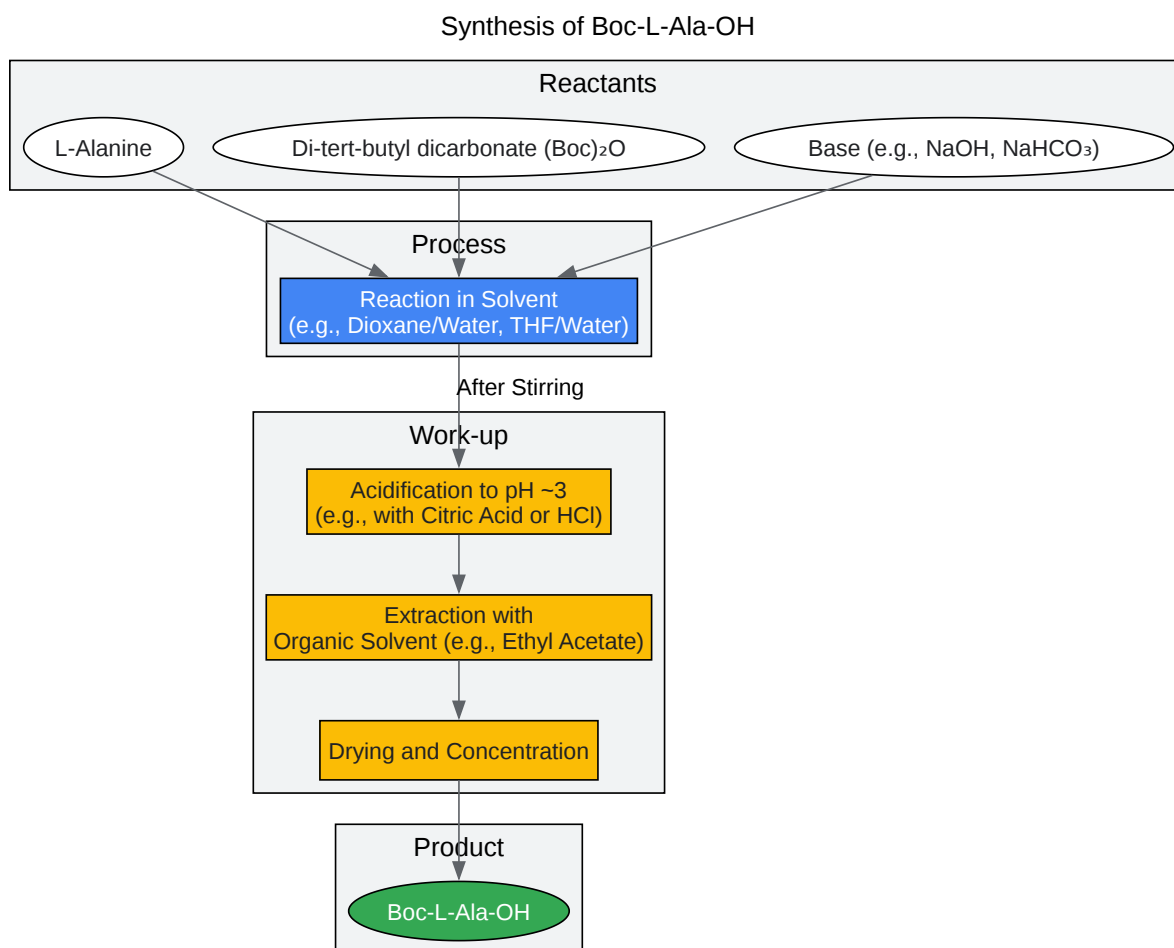 Synthesis of Boc-L-Ala-OH
Reactants
L-Alanine
Di-tert-butyl dicarbonate (Boc)₂O
Base (e.g., NaOH, NaHCO₃)
Process
Reaction in Solvent
(e.g., Dioxane/Water, THF/Water)
After Stirring
Work-up
Acidification to pH ~3
(e.g., with Citric Acid or HCl)
Extraction with
Organic Solvent (e.g., Ethyl Acetate)
Drying and Concentration
Product
Boc-L-Ala-OH